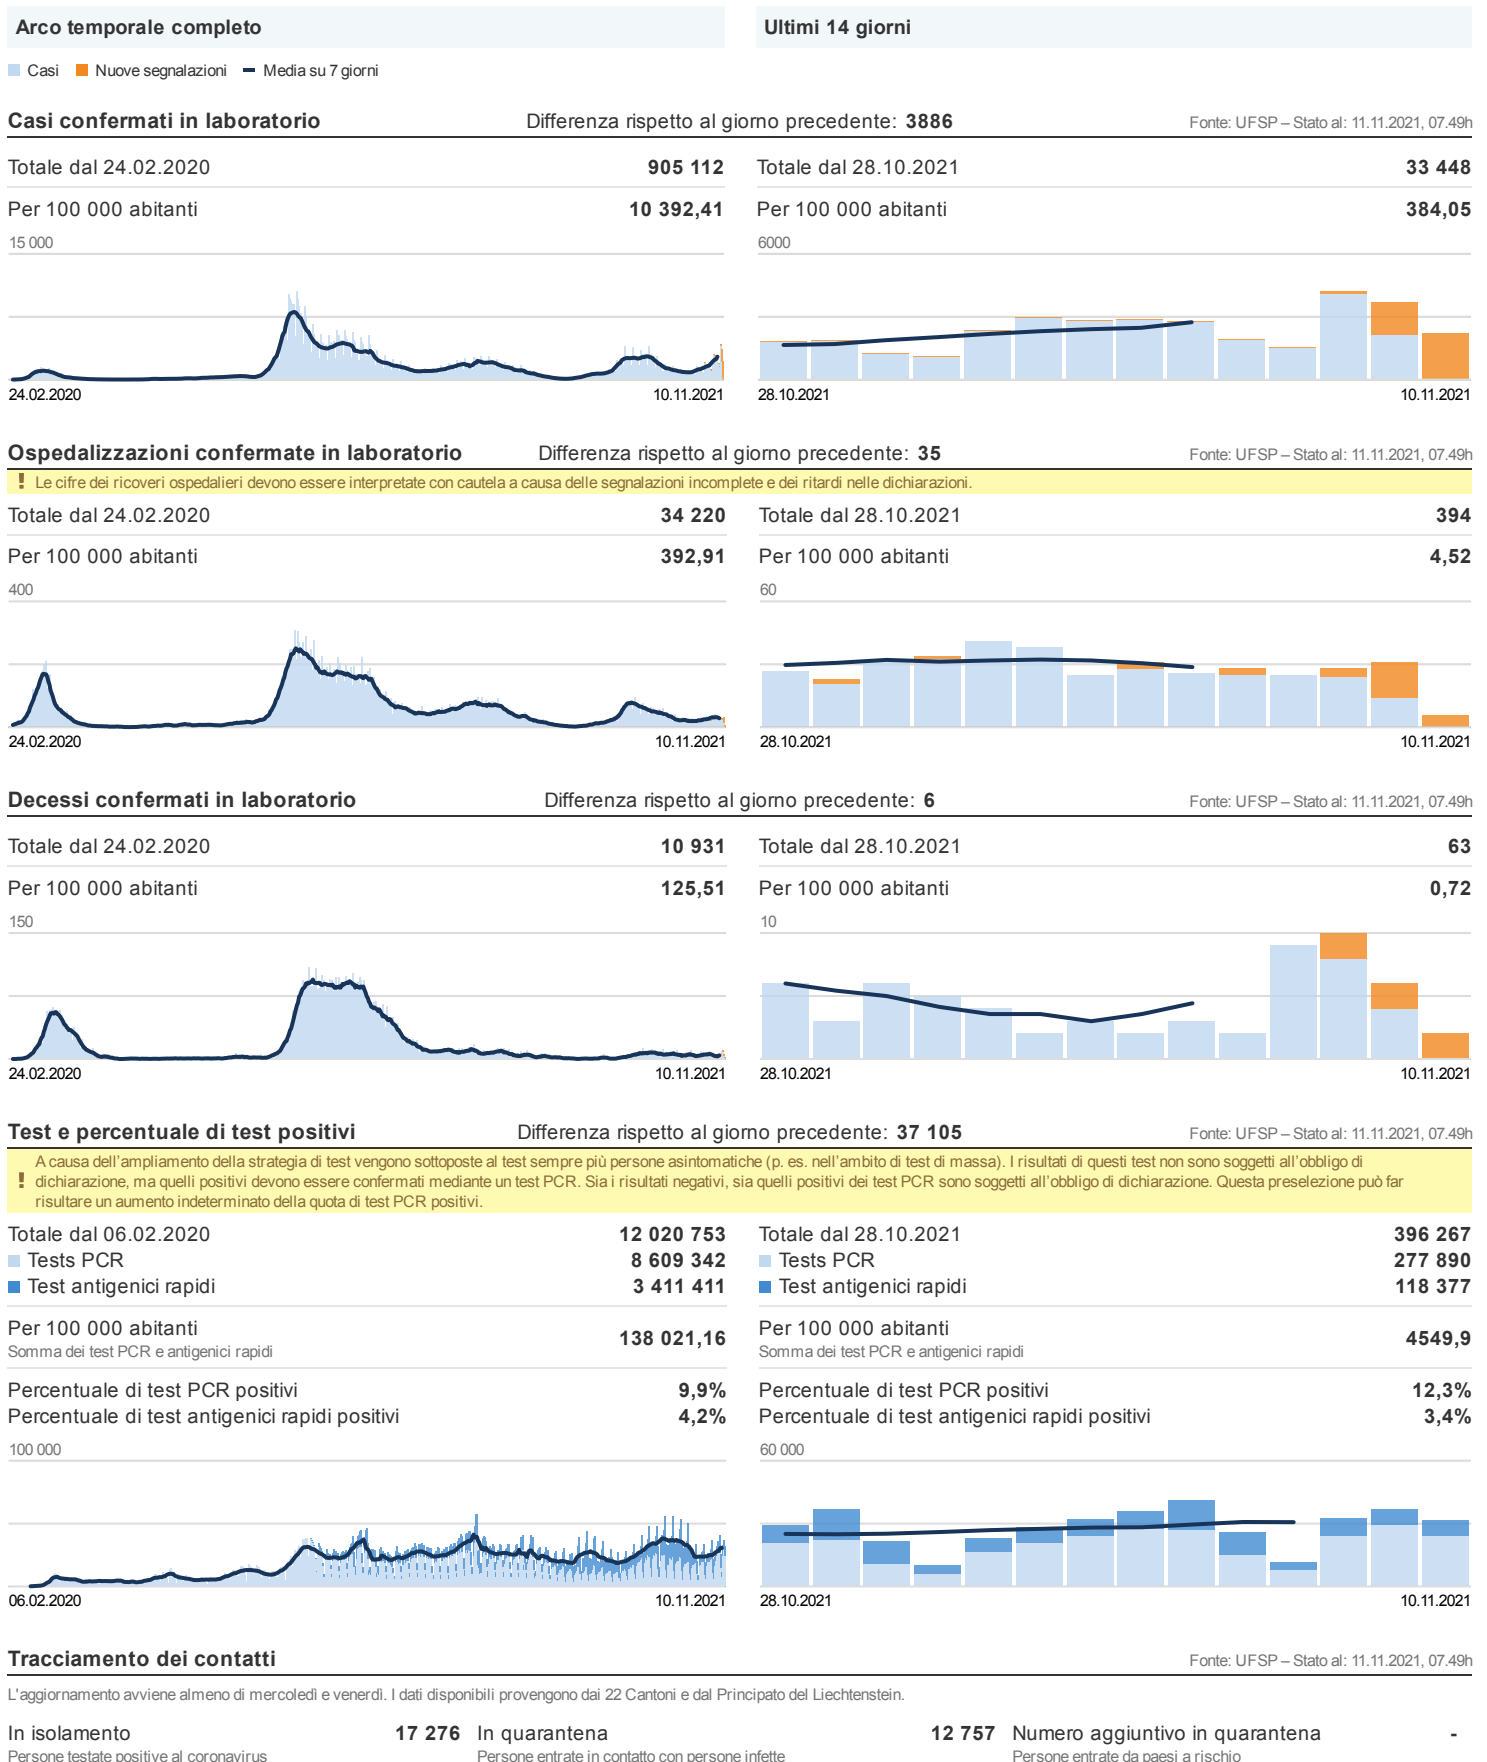 Arco temporale completo
Ultimi 14 giorni
Casi Nuove segnalazioni Media su 7 giorni
Casi confermati in laboratorio Differenza rispetto al giorno precedente: 3886 Fonte: UFSP – Stato al: 11.11.2021, 07.49h
Totale dal 24.02.2020 905 112
Per 100 000 abitanti 10 392,41
15 000
24.02.2020 10.11.2021
Totale dal 28.10.2021 33 448
Per 100 000 abitanti 384,05
6000
28.10.2021 10.11.2021
Ospedalizzazioni confermate in laboratorio Differenza rispetto al giorno precedente: 35 Fonte: UFSP – Stato al: 11.11.2021, 07.49h
! Le cifre dei ricoveri ospedalieri devono essere interpretate con cautela a causa delle segnalazioni incomplete e dei ritardi nelle dichiarazioni.
Totale dal 24.02.2020 34 220
Per 100 000 abitanti 392,91
400
24.02.2020 10.11.2021
Totale dal 28.10.2021 394
Per 100 000 abitanti 4,52
60
28.10.2021 10.11.2021
Decessi confermati in laboratorio Differenza rispetto al giorno precedente: 6 Fonte: UFSP – Stato al: 11.11.2021, 07.49h
Totale dal 24.02.2020 10 931
Per 100 000 abitanti 125,51
150
24.02.2020 10.11.2021
Totale dal 28.10.2021 63
Per 100 000 abitanti 0,72
10
28.10.2021 10.11.2021
Test e percentuale di test positivi Differenza rispetto al giorno precedente: 37 105 Fonte: UFSP – Stato al: 11.11.2021, 07.49h
A causa dell'ampliamento della strategia di test vengono sottoposte al test sempre più persone asintomatiche (p. es. nell'ambito di test di massa). I risultati di questi test non sono soggetti all'obbligo di
! dichiarazione, ma quelli positivi devono essere confermati mediante un test PCR. Sia i risultati negativi, sia quelli positivi dei test PCR sono soggetti all'obbligo di dichiarazione. Questa preselezione può far
risultare un aumento indeterminato della quota di test PCR positivi.
Totale dal 06.02.2020 12 020 753
Tests PCR 8 609 342
Test antigenici rapidi 3 411 411
Per 100 000 abitanti 138 021,16
Somma dei test PCR e antigenici rapidi
Percentuale di test PCR positivi 9,9%
Percentuale di test antigenici rapidi positivi 4,2%
100 000
06.02.2020 10.11.2021
Totale dal 28.10.2021 396 267
Tests PCR 277 890
Test antigenici rapidi 118 377
Per 100 000 abitanti 4549,9
Somma dei test PCR e antigenici rapidi
Percentuale di test PCR positivi 12,3%
Percentuale di test antigenici rapidi positivi 3,4%
60 000
28.10.2021 10.11.2021
Tracciamento dei contatti Fonte: UFSP – Stato al: 11.11.2021, 07.49h
L'aggiornamento avviene almeno di mercoledì e venerdì. I dati disponibili provengono dai 22 Cantoni e dal Principato del Liechtenstein.
In isolamento 17 276
Persone testate positive al coronavirus
In quarantena 12 757
Persone entrate in contatto con persone infette
Numero aggiuntivo in quarantena -
Persone entrate da paesi a rischio